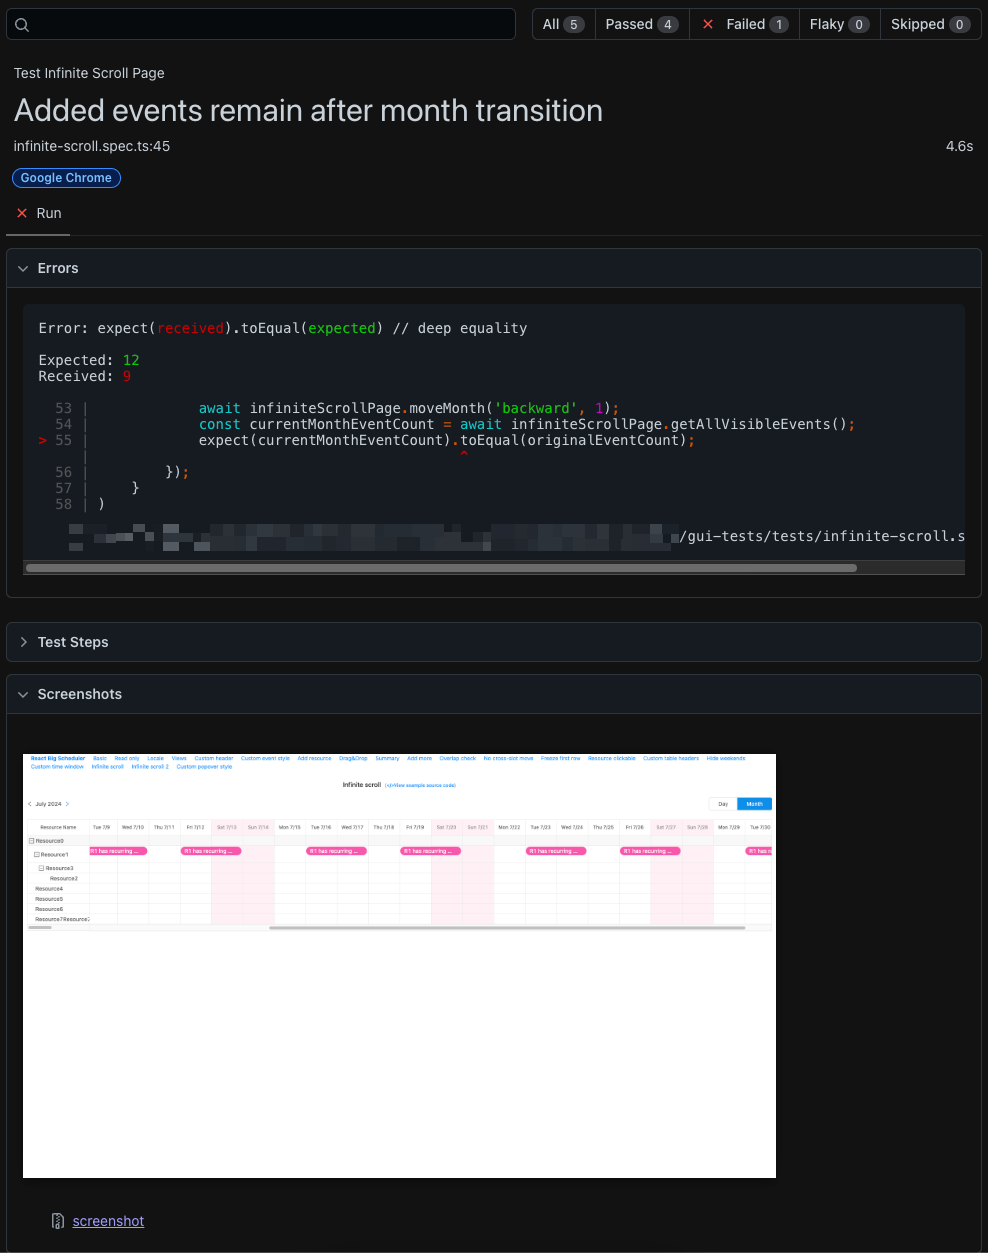 All 5 Passed 4 Failed 1 Flaky 0 Skipped 0
Test Infinite Scroll Page
Added events remain after month transition
infinite-scroll.spec.ts:45 4.6s
Google Chrome
Run
Errors
Error: expect(received).toEqual(expected) // deep equality
Expected: 12
Received: 9
53 | await infiniteScrollPage.moveMonth('backward', 1);
54 | const currentMonthEventCount = await infiniteScrollPage.getAllVisibleEvents();
> 55 | expect(currentMonthEventCount).toEqual(originalEventCount);
| ^
56 | });
57 | }
58 | )
/gui-tests/tests/infinite-scroll.s
Test Steps
Screenshots
React Big Scheduler Basic Read only Locale Views Custom header Custom event style Add resource Drag&Drop Summary Add more Overlap check No cross-slot move Freeze first row Resource clickable Custom table headers Hide weekends
Custom time window Infinite scroll Infinite scroll 2 Custom popover style
Infinite scroll (</>View example source code)
< July 2024 > Day Month
Resource Name Tue 7/9 Wed 7/10 Thu 7/11 Fri 7/12 Sat 7/13 Sun 7/14 Mon 7/15 Tue 7/16 Wed 7/17 Thu 7/18 Fri 7/19 Sat 7/20 Sun 7/21 Mon 7/22 Tue 7/23 Wed 7/24 Thu 7/25 Fri 7/26 Sat 7/27 Sun 7/28 Mon 7/29 Tue 7/30
Resource0
Resource1 R1 has recurring ... R1 has recurring ... R1 has recurring ... R1 has recurring ... R1 has recurring ... R1 has recurring ... R1 has r
Resource3
Resource2
Resource4
Resource5
Resource6
Resource7Resource7
screenshot